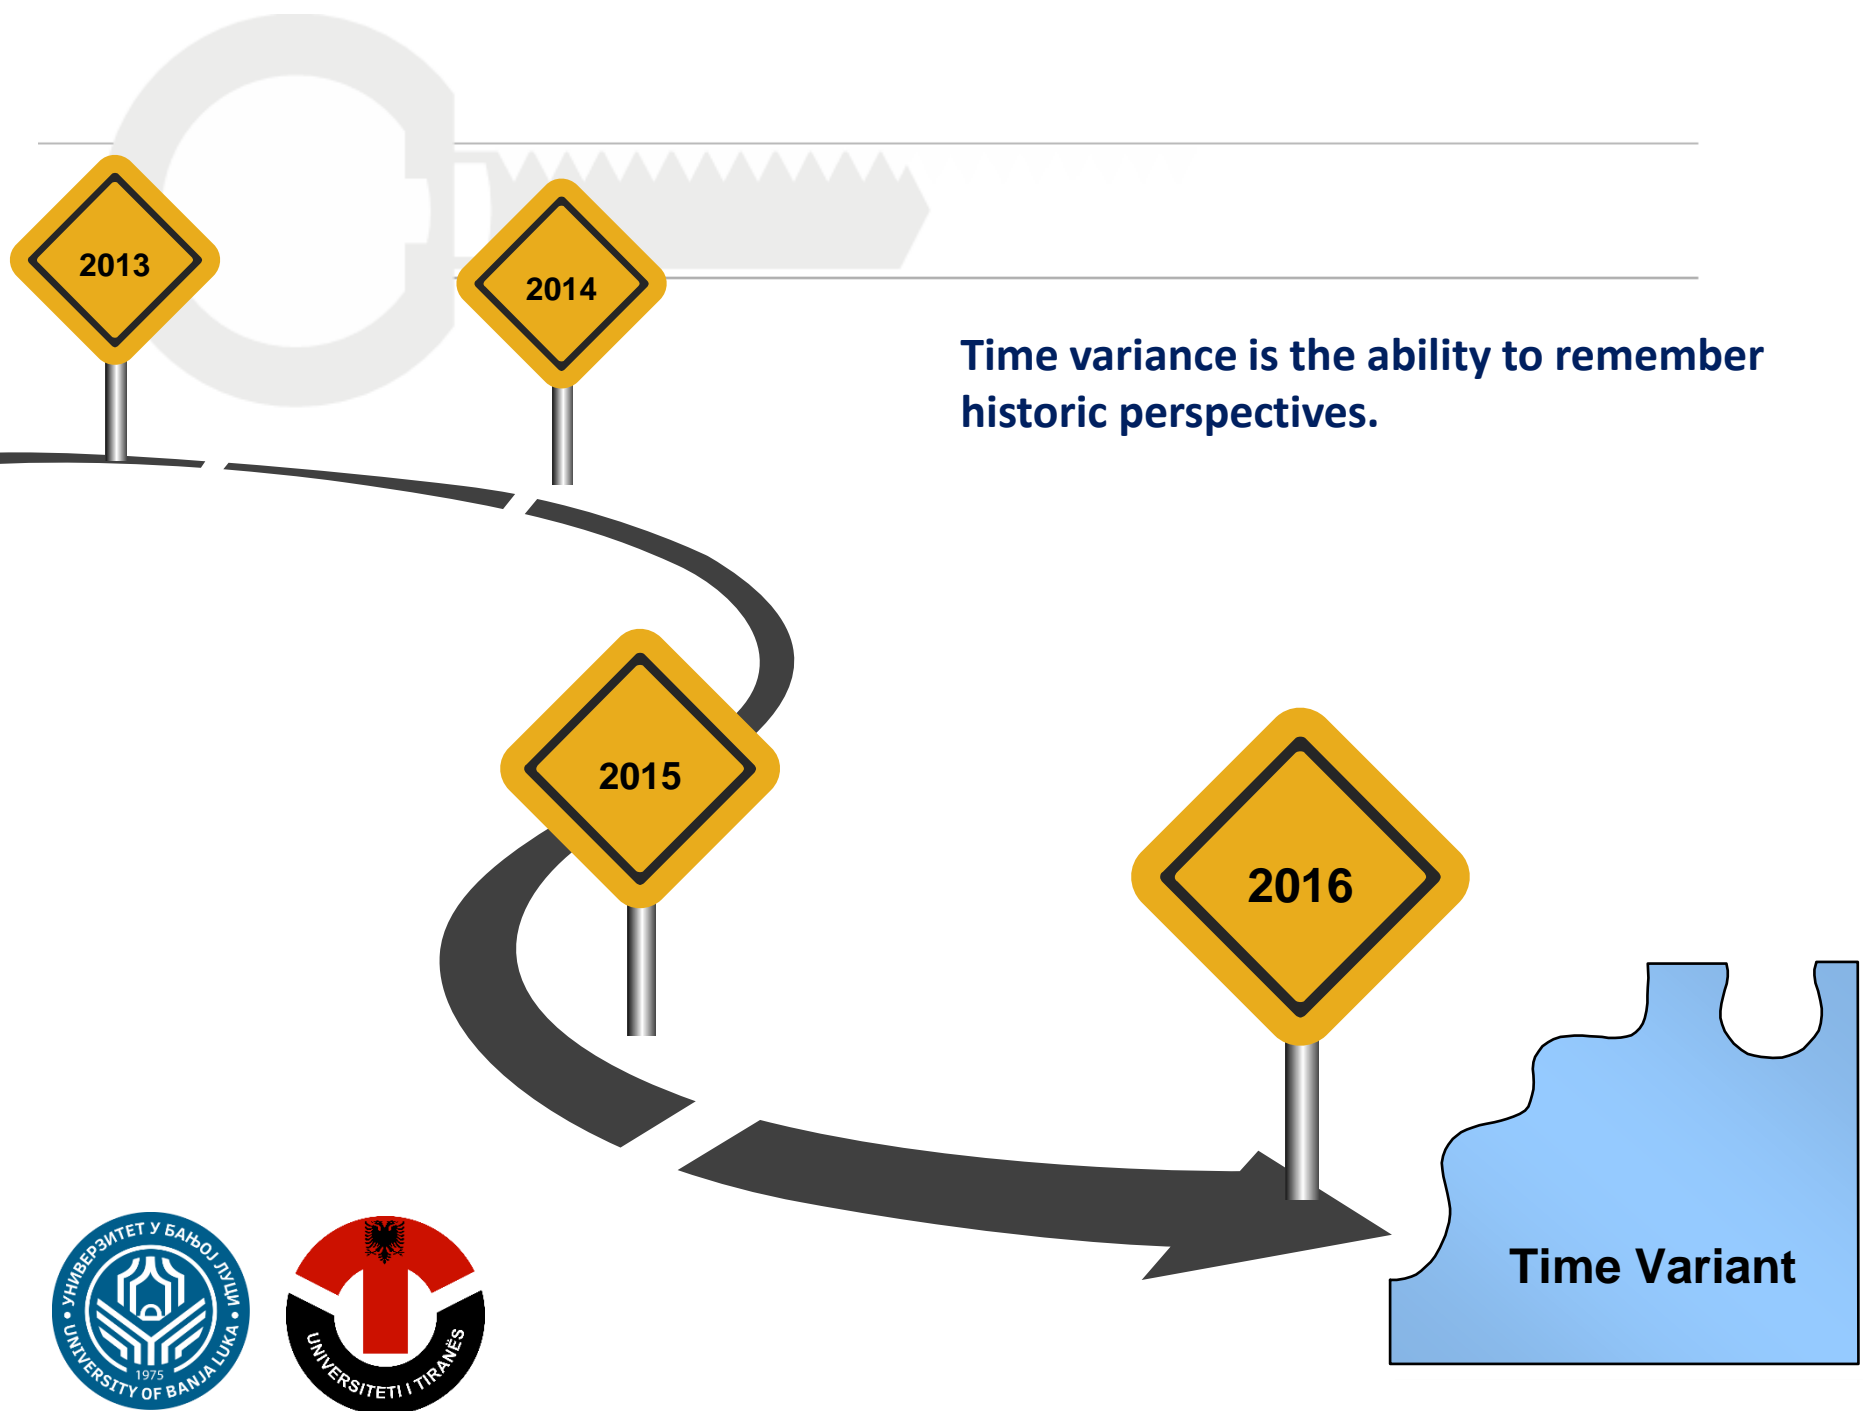 2013
2014
Time variance is the ability to remember
historic perspectives.
2015
2016
Time Variant
УНИВЕРЗИТЕТ У БАЊОЈ ЛУЦИ
1975
UNIVERSITY OF BANJA LUKA
UNIVERSITETI I TIRANËS